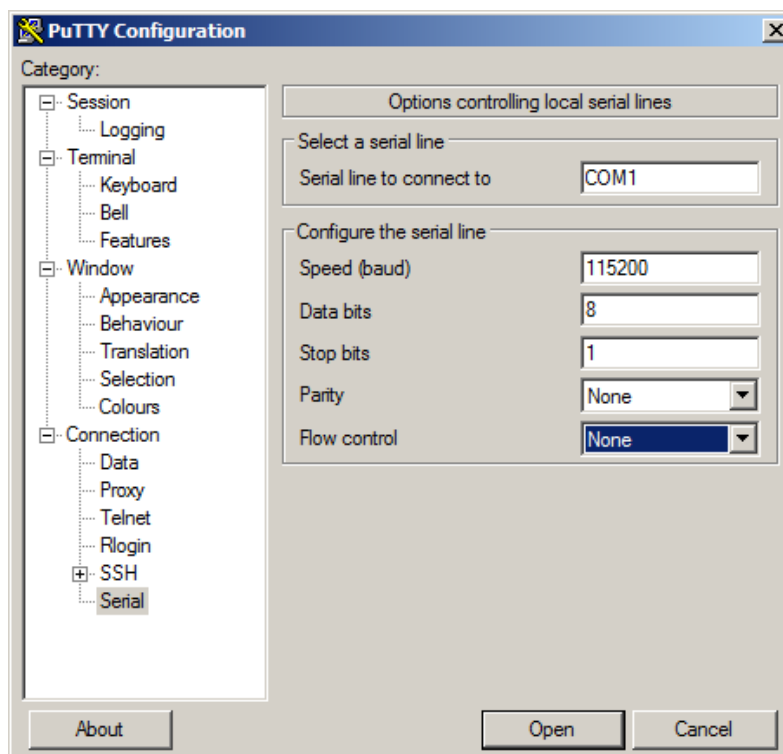 PuTTY Configuration
Category:
Session
Logging
Terminal
Keyboard
Bell
Features
Window
Appearance
Behaviour
Translation
Selection
Colours
Connection
Data
Proxy
Telnet
Rlogin
SSH
Serial
Options controlling local serial lines
Select a serial line
Serial line to connect to COM1
Configure the serial line
Speed (baud) 115200
Data bits 8
Stop bits 1
Parity None
Flow control None
About Open Cancel